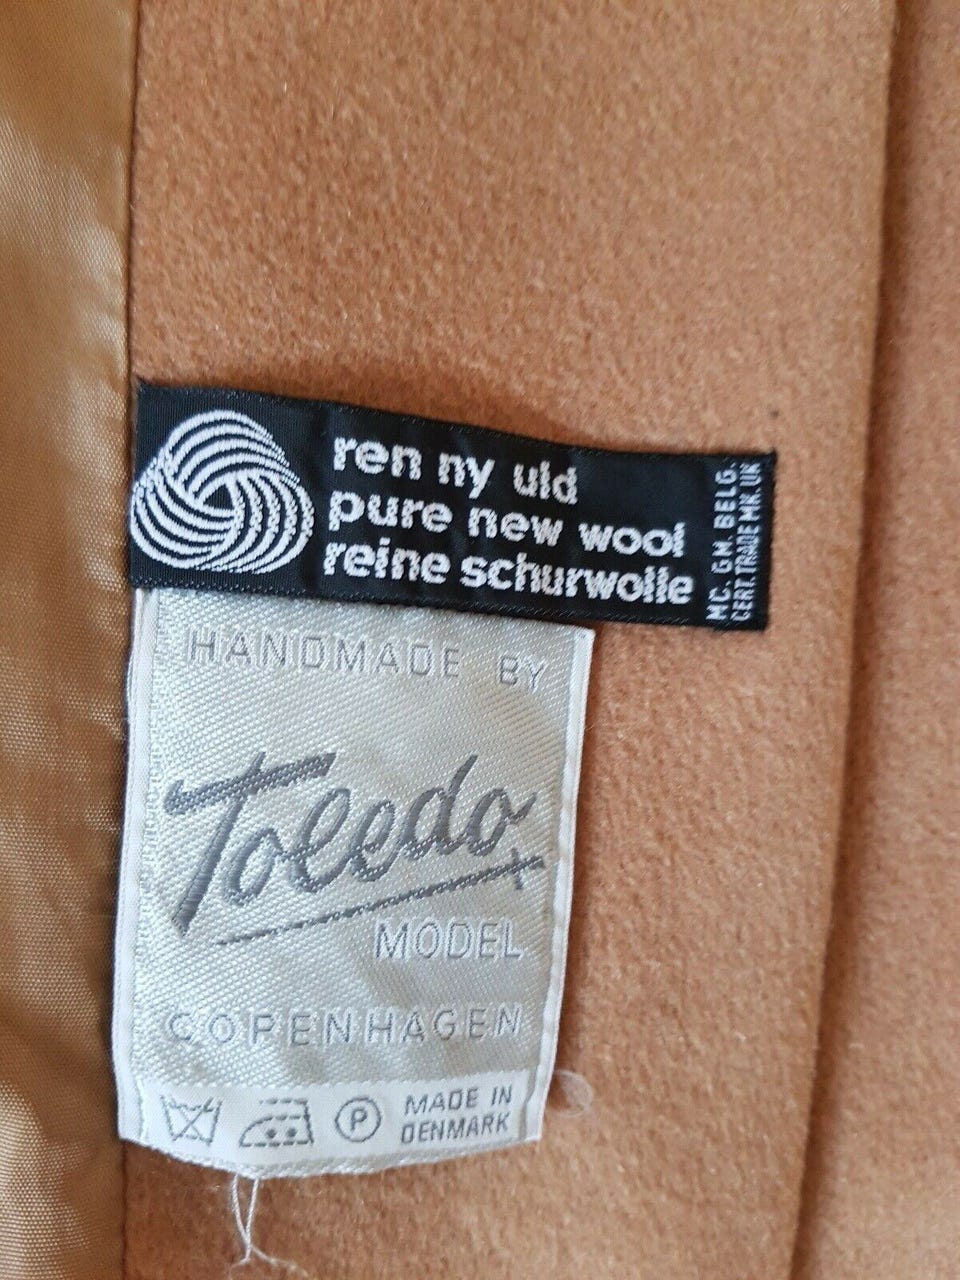 ren ny uld
pure new wool
reine schurwolle
MC. GM. BELG.
CERT. TRADE MK. UK
HANDMADE BY
Toledo
MODEL
COPENHAGEN
P
MADE IN
DENMARK